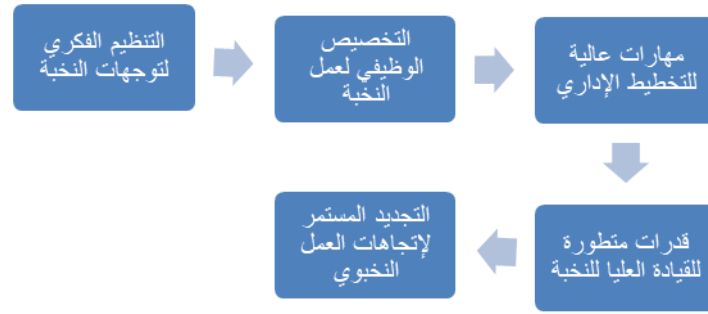 التنظيم الفكري
لتوجهات النخبة
التخصيص
الوظيفي لعمل
النخبة
مهارات عالية
للتخطيط الإداري
قدرات متطورة
للقيادة العليا للنخبة
التجديد المستمر
لإتجاهات العمل
النخبوي